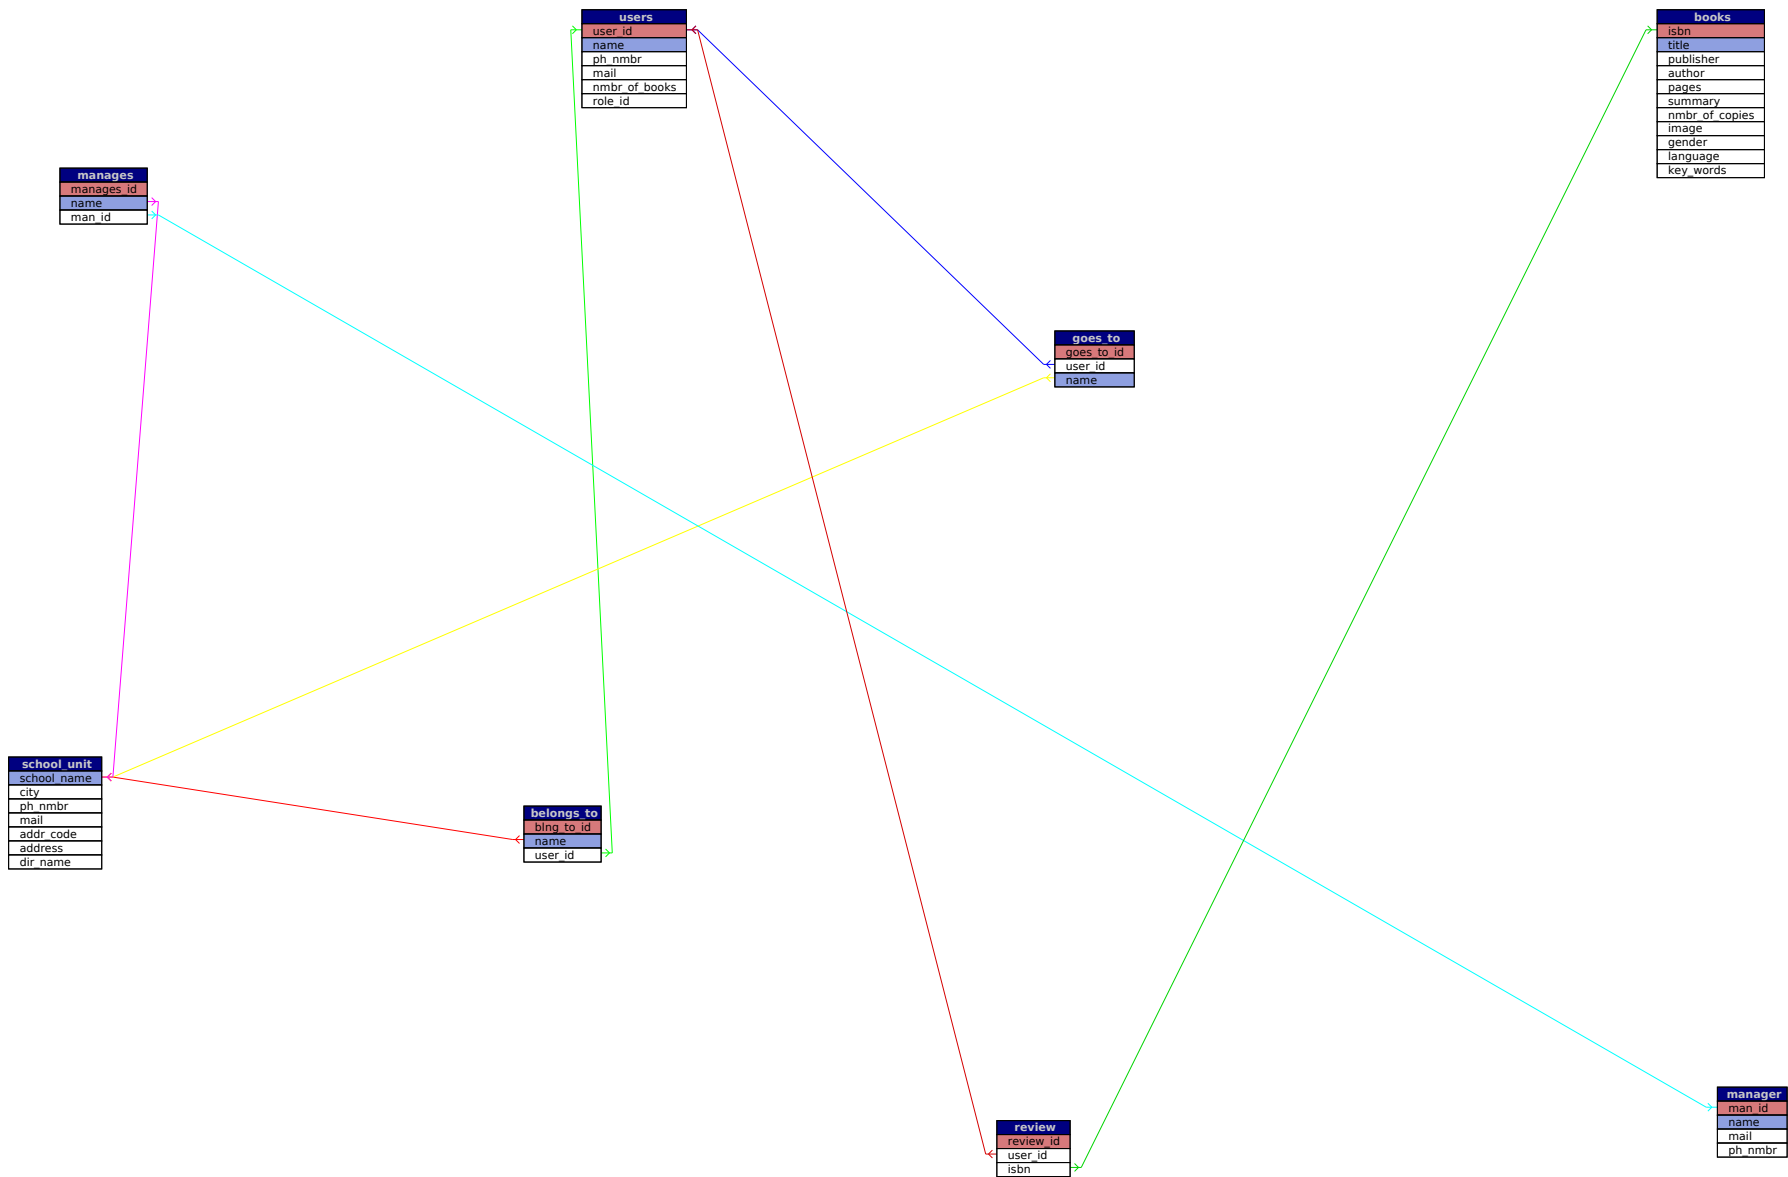 users
user_id
name
ph_nmbr
mail
nmbr_of_books
role_id
books
isbn
title
publisher
author
pages
summary
nmbr_of_copies
image
gender
language
key_words
manages
manages_id
name
man_id
goes_to
goes_to_id
user_id
name
school_unit
school_name
city
ph_nmbr
mail
addr_code
address
dir_name
belongs_to
blng_to_id
name
user_id
review
review_id
user_id
isbn
manager
man_id
name
mail
ph_nmbr